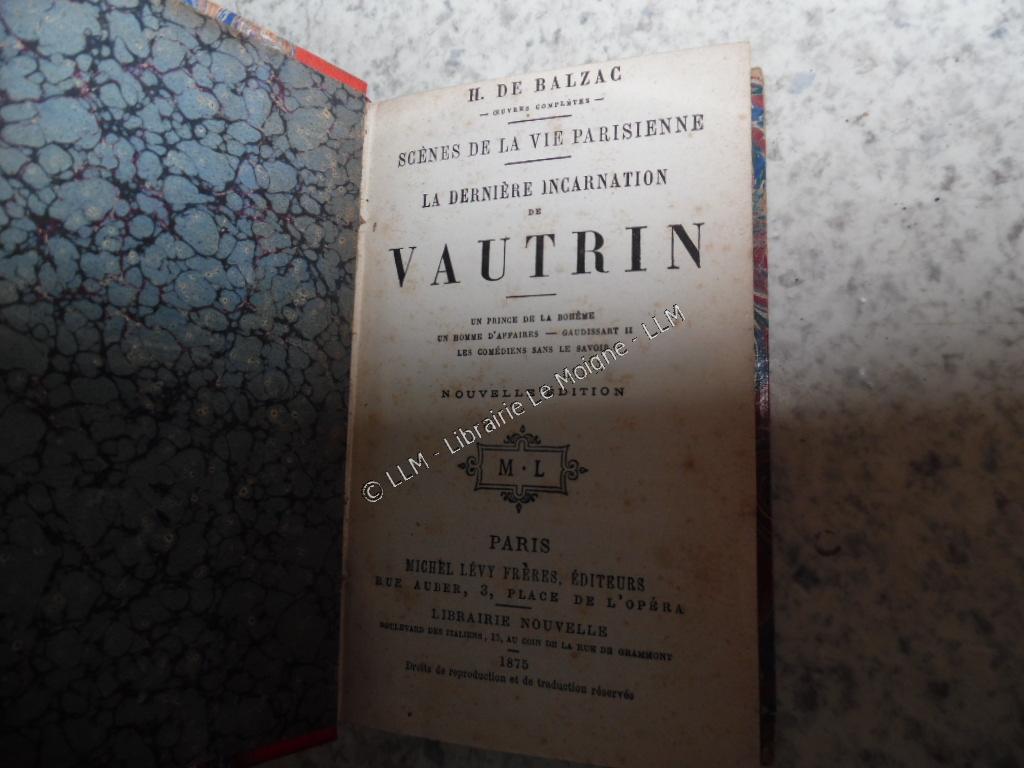 H. DE BALZAC
— ŒUVRES COMPLÈTES —
SCÈNES DE LA VIE PARISIENNE
LA DERNIÈRE INCARNATION
DE
VAUTRIN
UN PRINCE DE LA BOHÊME
UN HOMME D'AFFAIRES — GAUDISSART II
LES COMÉDIENS SANS LE SAVOIR
NOUVELLE ÉDITION
© LLM - Librairie Le Moigne - LLM
M · L
PARIS
MICHEL LÉVY FRÈRES, ÉDITEURS
RUE AUBER, 3, PLACE DE L'OPÉRA
LIBRAIRIE NOUVELLE
BOULEVARD DES ITALIENS, 15, AU COIN DE LA RUE DE GRAMMONT
1875
Droits de reproduction et de traduction réservés